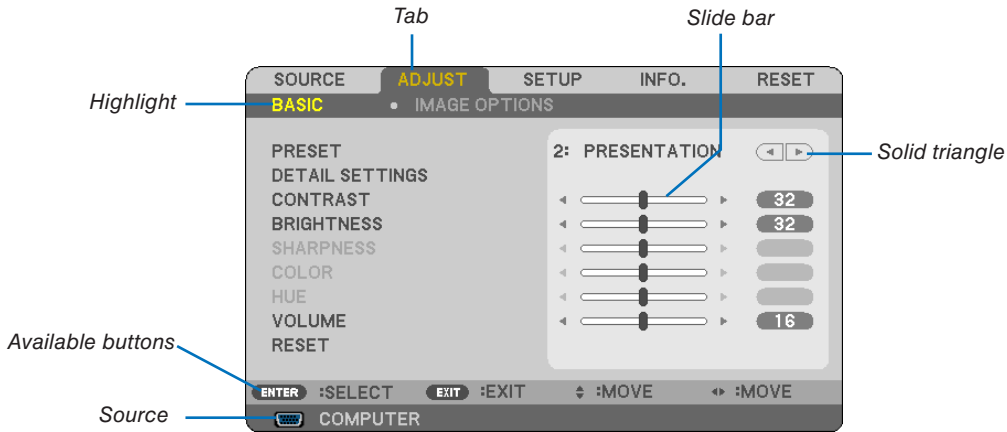 Tab
Slide bar
SOURCE ADJUST SETUP INFO. RESET
Highlight
BASIC • IMAGE OPTIONS
PRESET 2: PRESENTATION
Solid triangle
DETAIL SETTINGS
CONTRAST 32
BRIGHTNESS 32
SHARPNESS
COLOR
HUE
VOLUME 16
Available buttons
RESET
ENTER :SELECT EXIT :EXIT :MOVE :MOVE
Source
COMPUTER